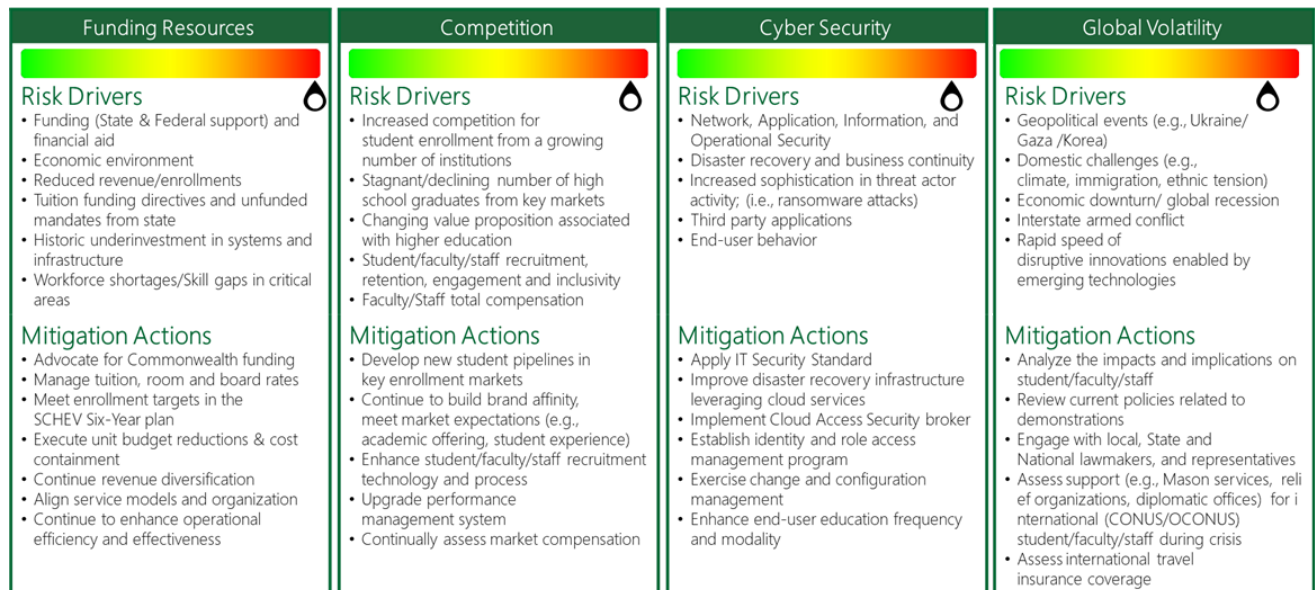 Funding Resources
Risk Drivers
• Funding (State & Federal support) and
financial aid
• Economic environment
• Reduced revenue/enrollments
• Tuition funding directives and unfunded
mandates from state
• Historic underinvestment in systems and
infrastructure
• Workforce shortages/Skill gaps in critical
areas
Mitigation Actions
• Advocate for Commonwealth funding
• Manage tuition, room and board rates
• Meet enrollment targets in the
SCHEV Six-Year plan
• Execute unit budget reductions & cost
containment
• Continue revenue diversification
• Align service models and organization
• Continue to enhance operational
efficiency and effectiveness
Competition
Risk Drivers
• Increased competition for
student enrollment from a growing
number of institutions
• Stagnant/declining number of high
school graduates from key markets
• Changing value proposition associated
with higher education
• Student/faculty/staff recruitment,
retention, engagement and inclusivity
• Faculty/Staff total compensation
Mitigation Actions
• Develop new student pipelines in
key enrollment markets
• Continue to build brand affinity,
meet market expectations (e.g.,
academic offering, student experience)
• Enhance student/faculty/staff recruitment
technology and process
• Upgrade performance
management system
• Continually assess market compensation
Cyber Security
Risk Drivers
• Network, Application, Information, and
Operational Security
• Disaster recovery and business continuity
• Increased sophistication in threat actor
activity; (i.e., ransomware attacks)
• Third party applications
• End-user behavior
Mitigation Actions
• Apply IT Security Standard
• Improve disaster recovery infrastructure
leveraging cloud services
• Implement Cloud Access Security broker
• Establish identity and role access
management program
• Exercise change and configuration
management
• Enhance end-user education frequency
and modality
Global Volatility
Risk Drivers
• Geopolitical events (e.g., Ukraine/
Gaza /Korea)
• Domestic challenges (e.g.,
climate, immigration, ethnic tension)
• Economic downturn/ global recession
• Interstate armed conflict
• Rapid speed of
disruptive innovations enabled by
emerging technologies
Mitigation Actions
• Analyze the impacts and implications on
student/faculty/staff
• Review current policies related to
demonstrations
• Engage with local, State and
National lawmakers, and representatives
• Assess support (e.g., Mason services, reli
ef organizations, diplomatic offices) for i
nternational (CONUS/OCONUS)
student/faculty/staff during crisis
• Assess international travel
insurance coverage